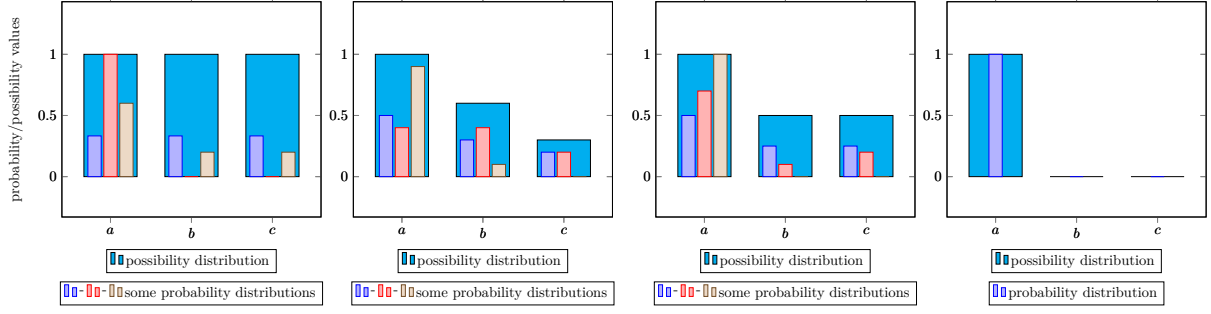 probability/possibility values
1
0.5
0
a b c
possibility distribution
- - some probability distributions
1
0.5
0
a b c
possibility distribution
- - some probability distributions
1
0.5
0
a b c
possibility distribution
- - some probability distributions
1
0.5
0
a b c
possibility distribution
probability distribution